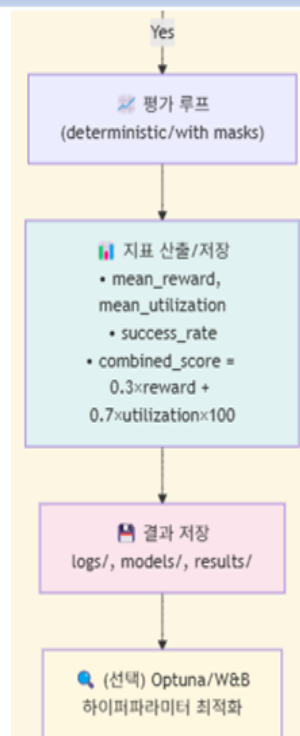 Yes
📈 평가 루프
(deterministic/with masks)
📊 지표 산출/저장
• mean_reward,
mean_utilization
• success_rate
• combined_score =
0.3×reward +
0.7×utilization×100
💾 결과 저장
logs/, models/, results/
🔍 (선택) Optuna/W&B
하이퍼파라미터 최적화